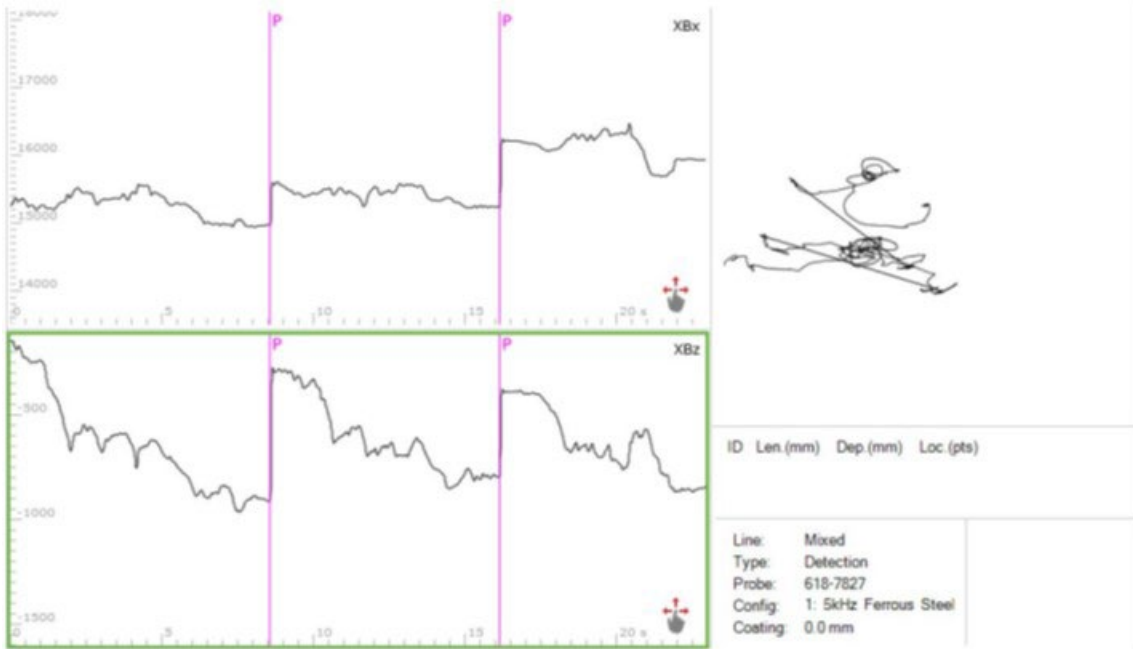 18000
P
P
XBx
17000
16000
15000
14000
0 5 10 15 20 s
P
P
XBz
-500
-1000
-1500
0 5 10 15 20 s
ID Len.(mm) Dep.(mm) Loc.(pts)
Line: Mixed
Type: Detection
Probe: 618-7827
Config: 1: 5kHz Ferrous Steel
Coating: 0.0 mm